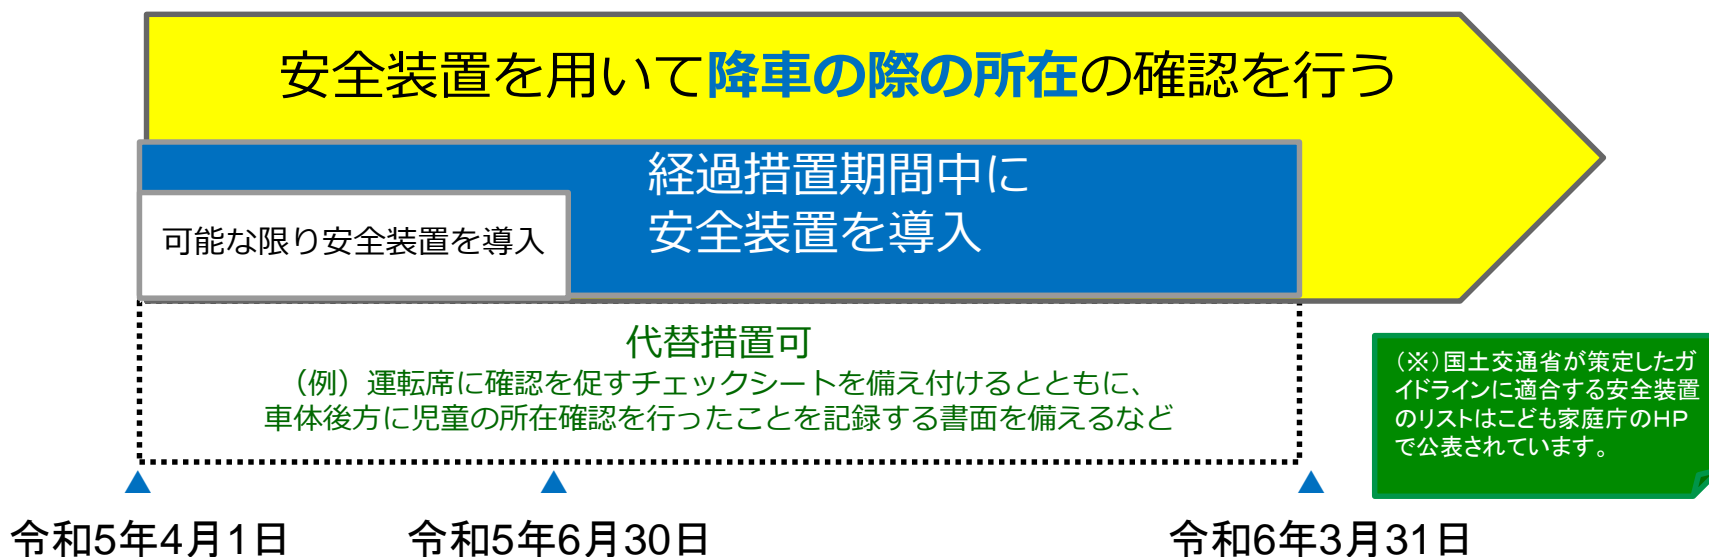 安全装置を用いて降車の際の所在の確認を行う
経過措置期間中に
安全装置を導入
可能な限り安全装置を導入
代替措置可
（例）運転席に確認を促すチェックシートを備え付けるとともに、
車体後方に児童の所在確認を行ったことを記録する書面を備えるなど
（※）国土交通省が策定したガ
イドラインに適合する安全装置
のリストはこども家庭庁のHP
で公表されています。
令和5年4月1日
令和5年6月30日
令和6年3月31日